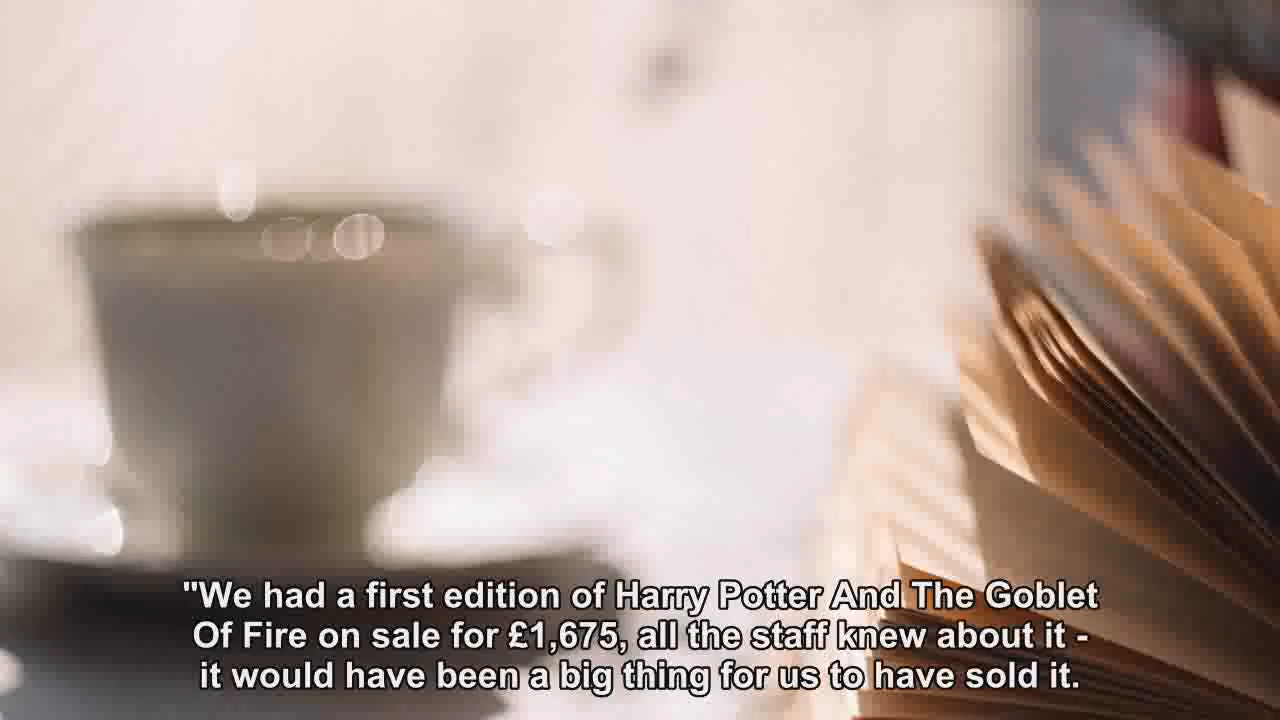 "We had a first edition of Harry Potter And The Goblet
Of Fire on sale for £1,675, all the staff knew about it -
it would have been a big thing for us to have sold it.